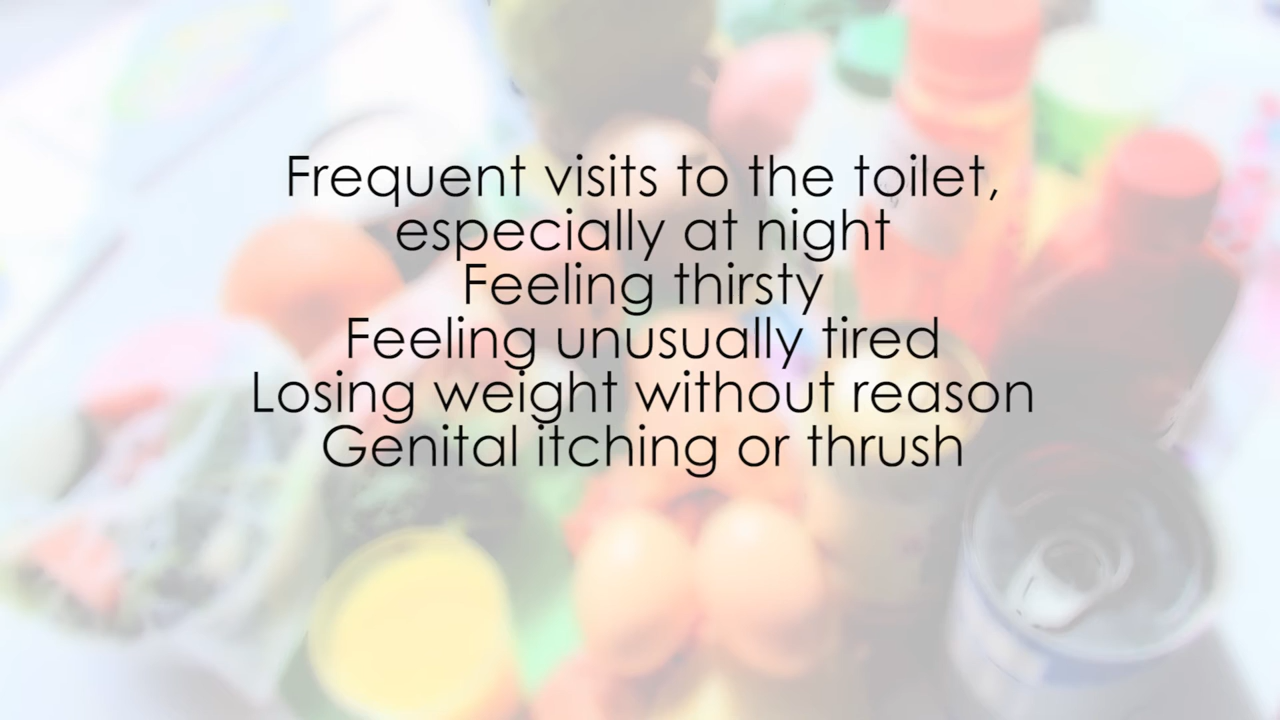 Frequent visits to the toilet,
especially at night
Feeling thirsty
Feeling unusually tired
Losing weight without reason
Genital itching or thrush